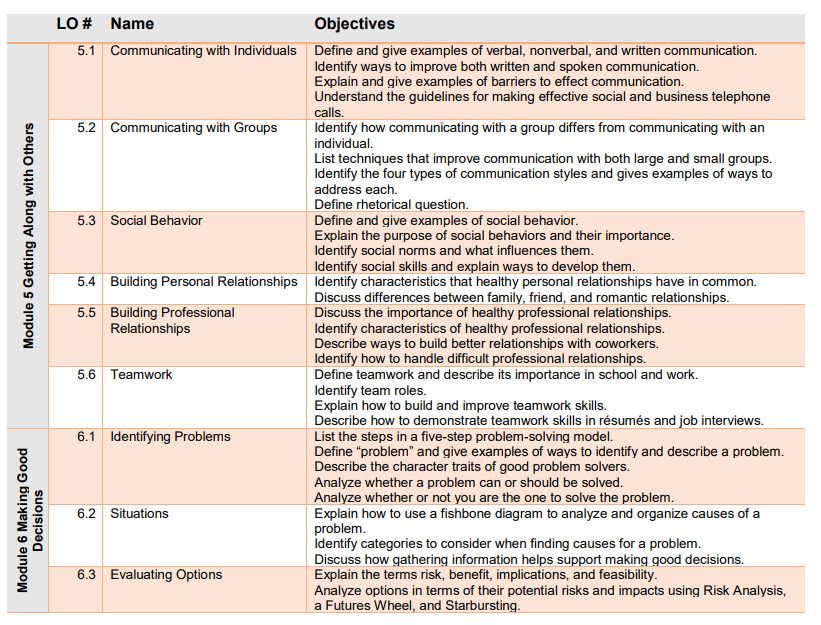 LO # Name Objectives
Module 5 Getting Along with Others
5.1 Communicating with Individuals Define and give examples of verbal, nonverbal, and written communication.
Identify ways to improve both written and spoken communication.
Explain and give examples of barriers to effect communication.
Understand the guidelines for making effective social and business telephone
calls.
5.2 Communicating with Groups Identify how communicating with a group differs from communicating with an
individual.
List techniques that improve communication with both large and small groups.
Identify the four types of communication styles and gives examples of ways to
address each.
Define rhetorical question.
5.3 Social Behavior Define and give examples of social behavior.
Explain the purpose of social behaviors and their importance.
Identify social norms and what influences them.
Identify social skills and explain ways to develop them.
5.4 Building Personal Relationships Identify characteristics that healthy personal relationships have in common.
Discuss differences between family, friend, and romantic relationships.
5.5 Building Professional Discuss the importance of healthy professional relationships.
Relationships Identify characteristics of healthy professional relationships.
Describe ways to build better relationships with coworkers.
Identify how to handle difficult professional relationships.
5.6 Teamwork Define teamwork and describe its importance in school and work.
Identify team roles.
Explain how to build and improve teamwork skills.
Describe how to demonstrate teamwork skills in résumés and job interviews.
Module 6 Making Good
Decisions
6.1 Identifying Problems List the steps in a five-step problem-solving model.
Define “problem” and give examples of ways to identify and describe a problem.
Describe the character traits of good problem solvers.
Analyze whether a problem can or should be solved.
Analyze whether or not you are the one to solve the problem.
6.2 Situations Explain how to use a fishbone diagram to analyze and organize causes of a
problem.
Identify categories to consider when finding causes for a problem.
Discuss how gathering information helps support making good decisions.
6.3 Evaluating Options Explain the terms risk, benefit, implications, and feasibility.
Analyze options in terms of their potential risks and impacts using Risk Analysis,
a Futures Wheel, and Starbursting.